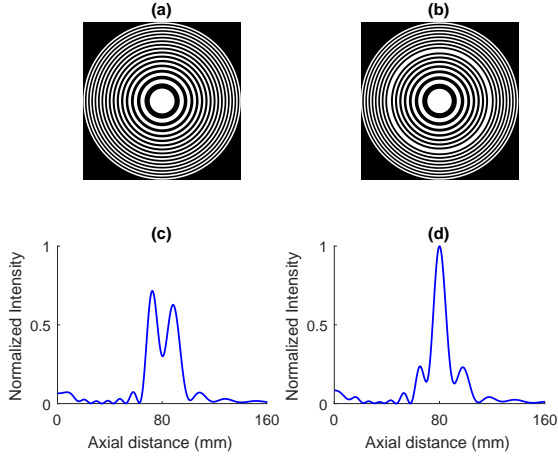 (a)
(b)
(c)
(d)
Normalized Intensity
1
0.5
0
0
80
160
Axial distance (mm)
Normalized Intensity
1
0.5
0
0
80
160
Axial distance (mm)